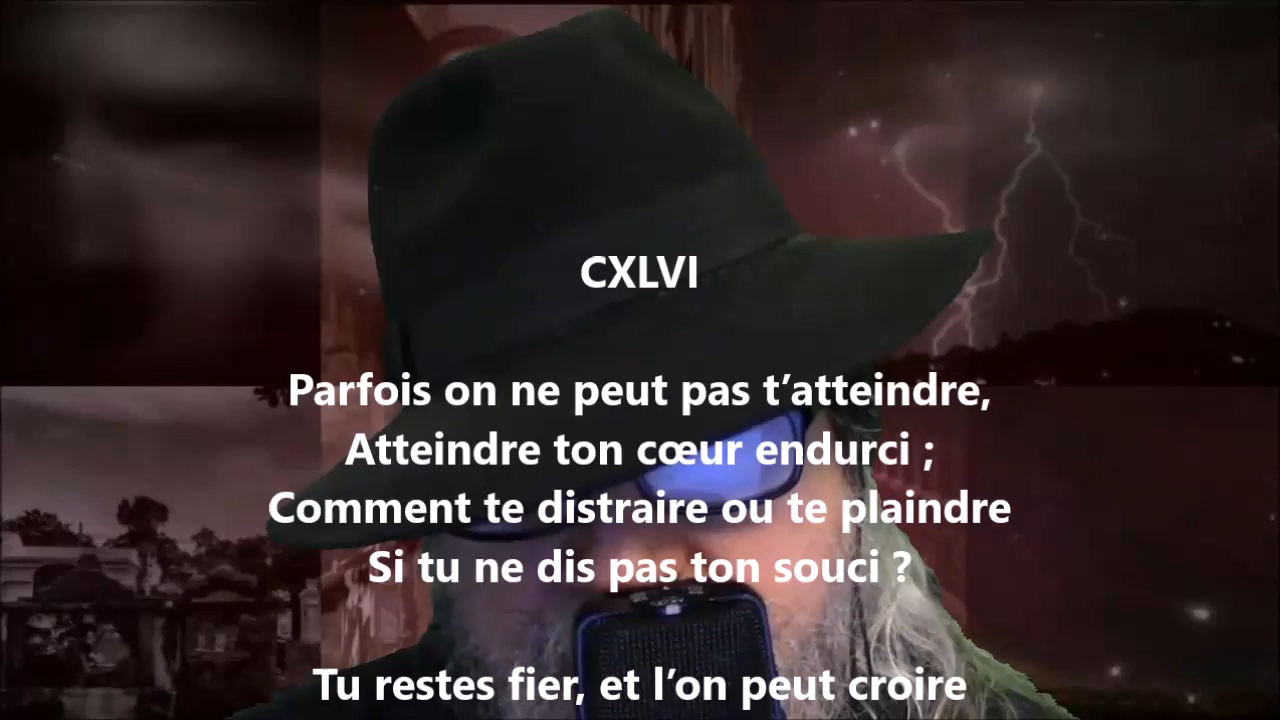 CXLVI
Parfois on ne peut pas t’atteindre,
Atteindre ton cœur endurci ;
Comment te distraire ou te plaindre
Si tu ne dis pas ton souci ?
Tu restes fier, et l’on peut croire